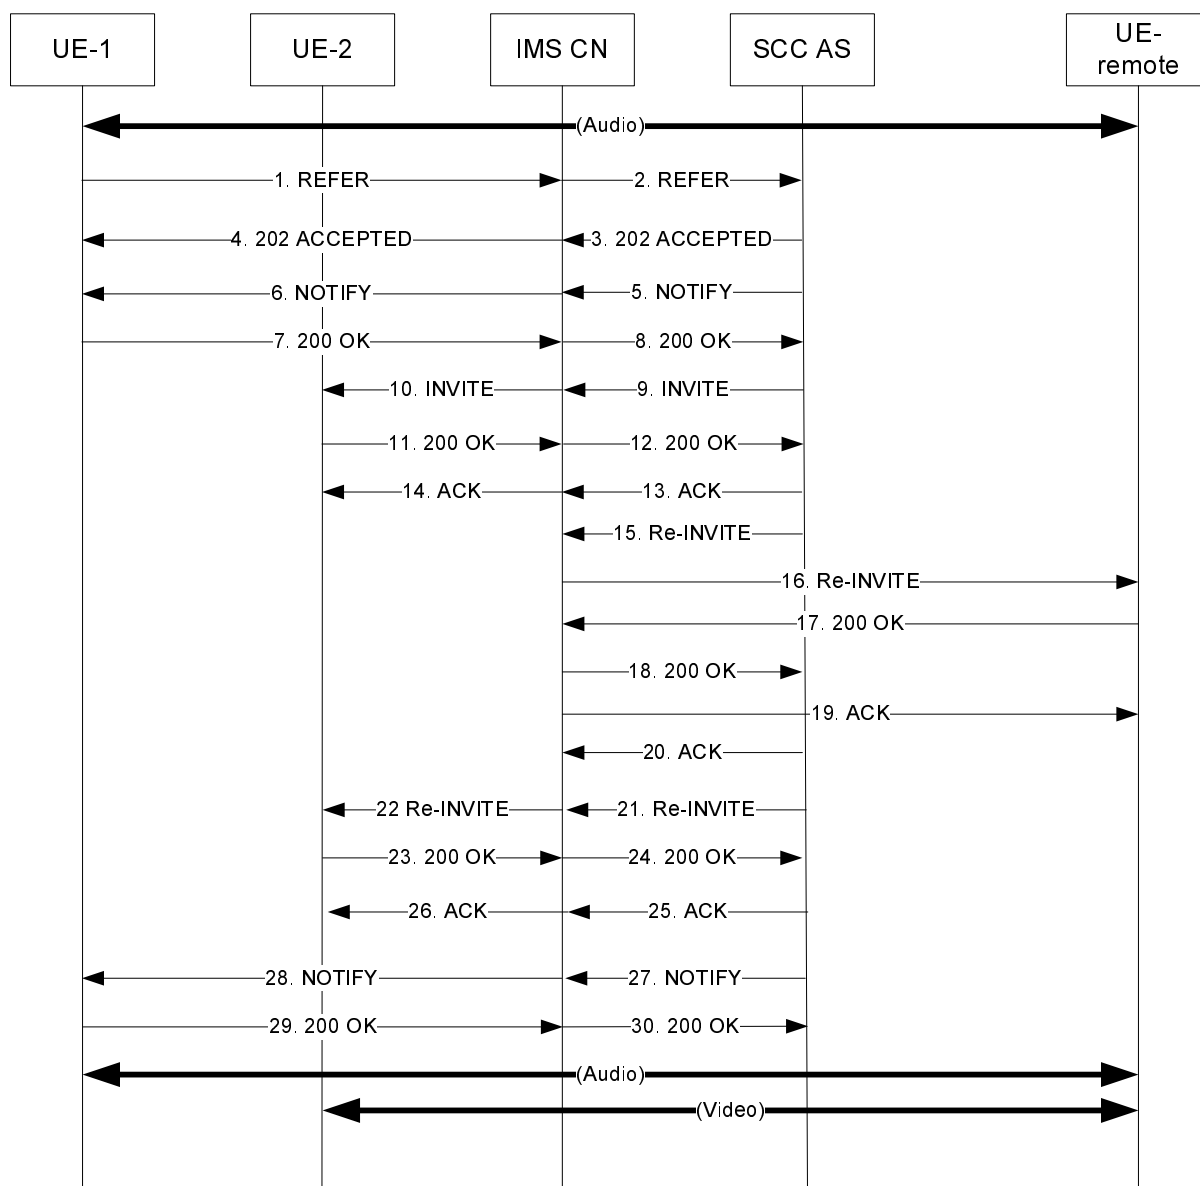 UE-1
UE-2
IMS CN
SCC AS
UE-
remote
(Audio)
1. REFER
2. REFER
4. 202 ACCEPTED
3. 202 ACCEPTED
6. NOTIFY
5. NOTIFY
7. 200 OK
8. 200 OK
10. INVITE
9. INVITE
11. 200 OK
12. 200 OK
14. ACK
13. ACK
15. Re-INVITE
16. Re-INVITE
17. 200 OK
18. 200 OK
19. ACK
20. ACK
22 Re-INVITE
21. Re-INVITE
23. 200 OK
24. 200 OK
26. ACK
25. ACK
28. NOTIFY
27. NOTIFY
29. 200 OK
30. 200 OK
(Audio)
(Video)